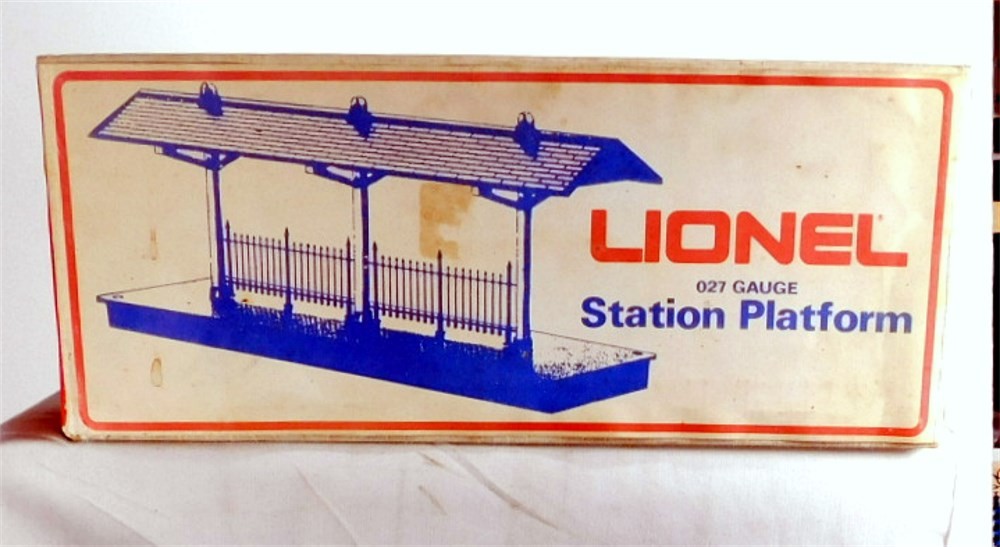 LIONEL
027 GAUGE
Station Platform